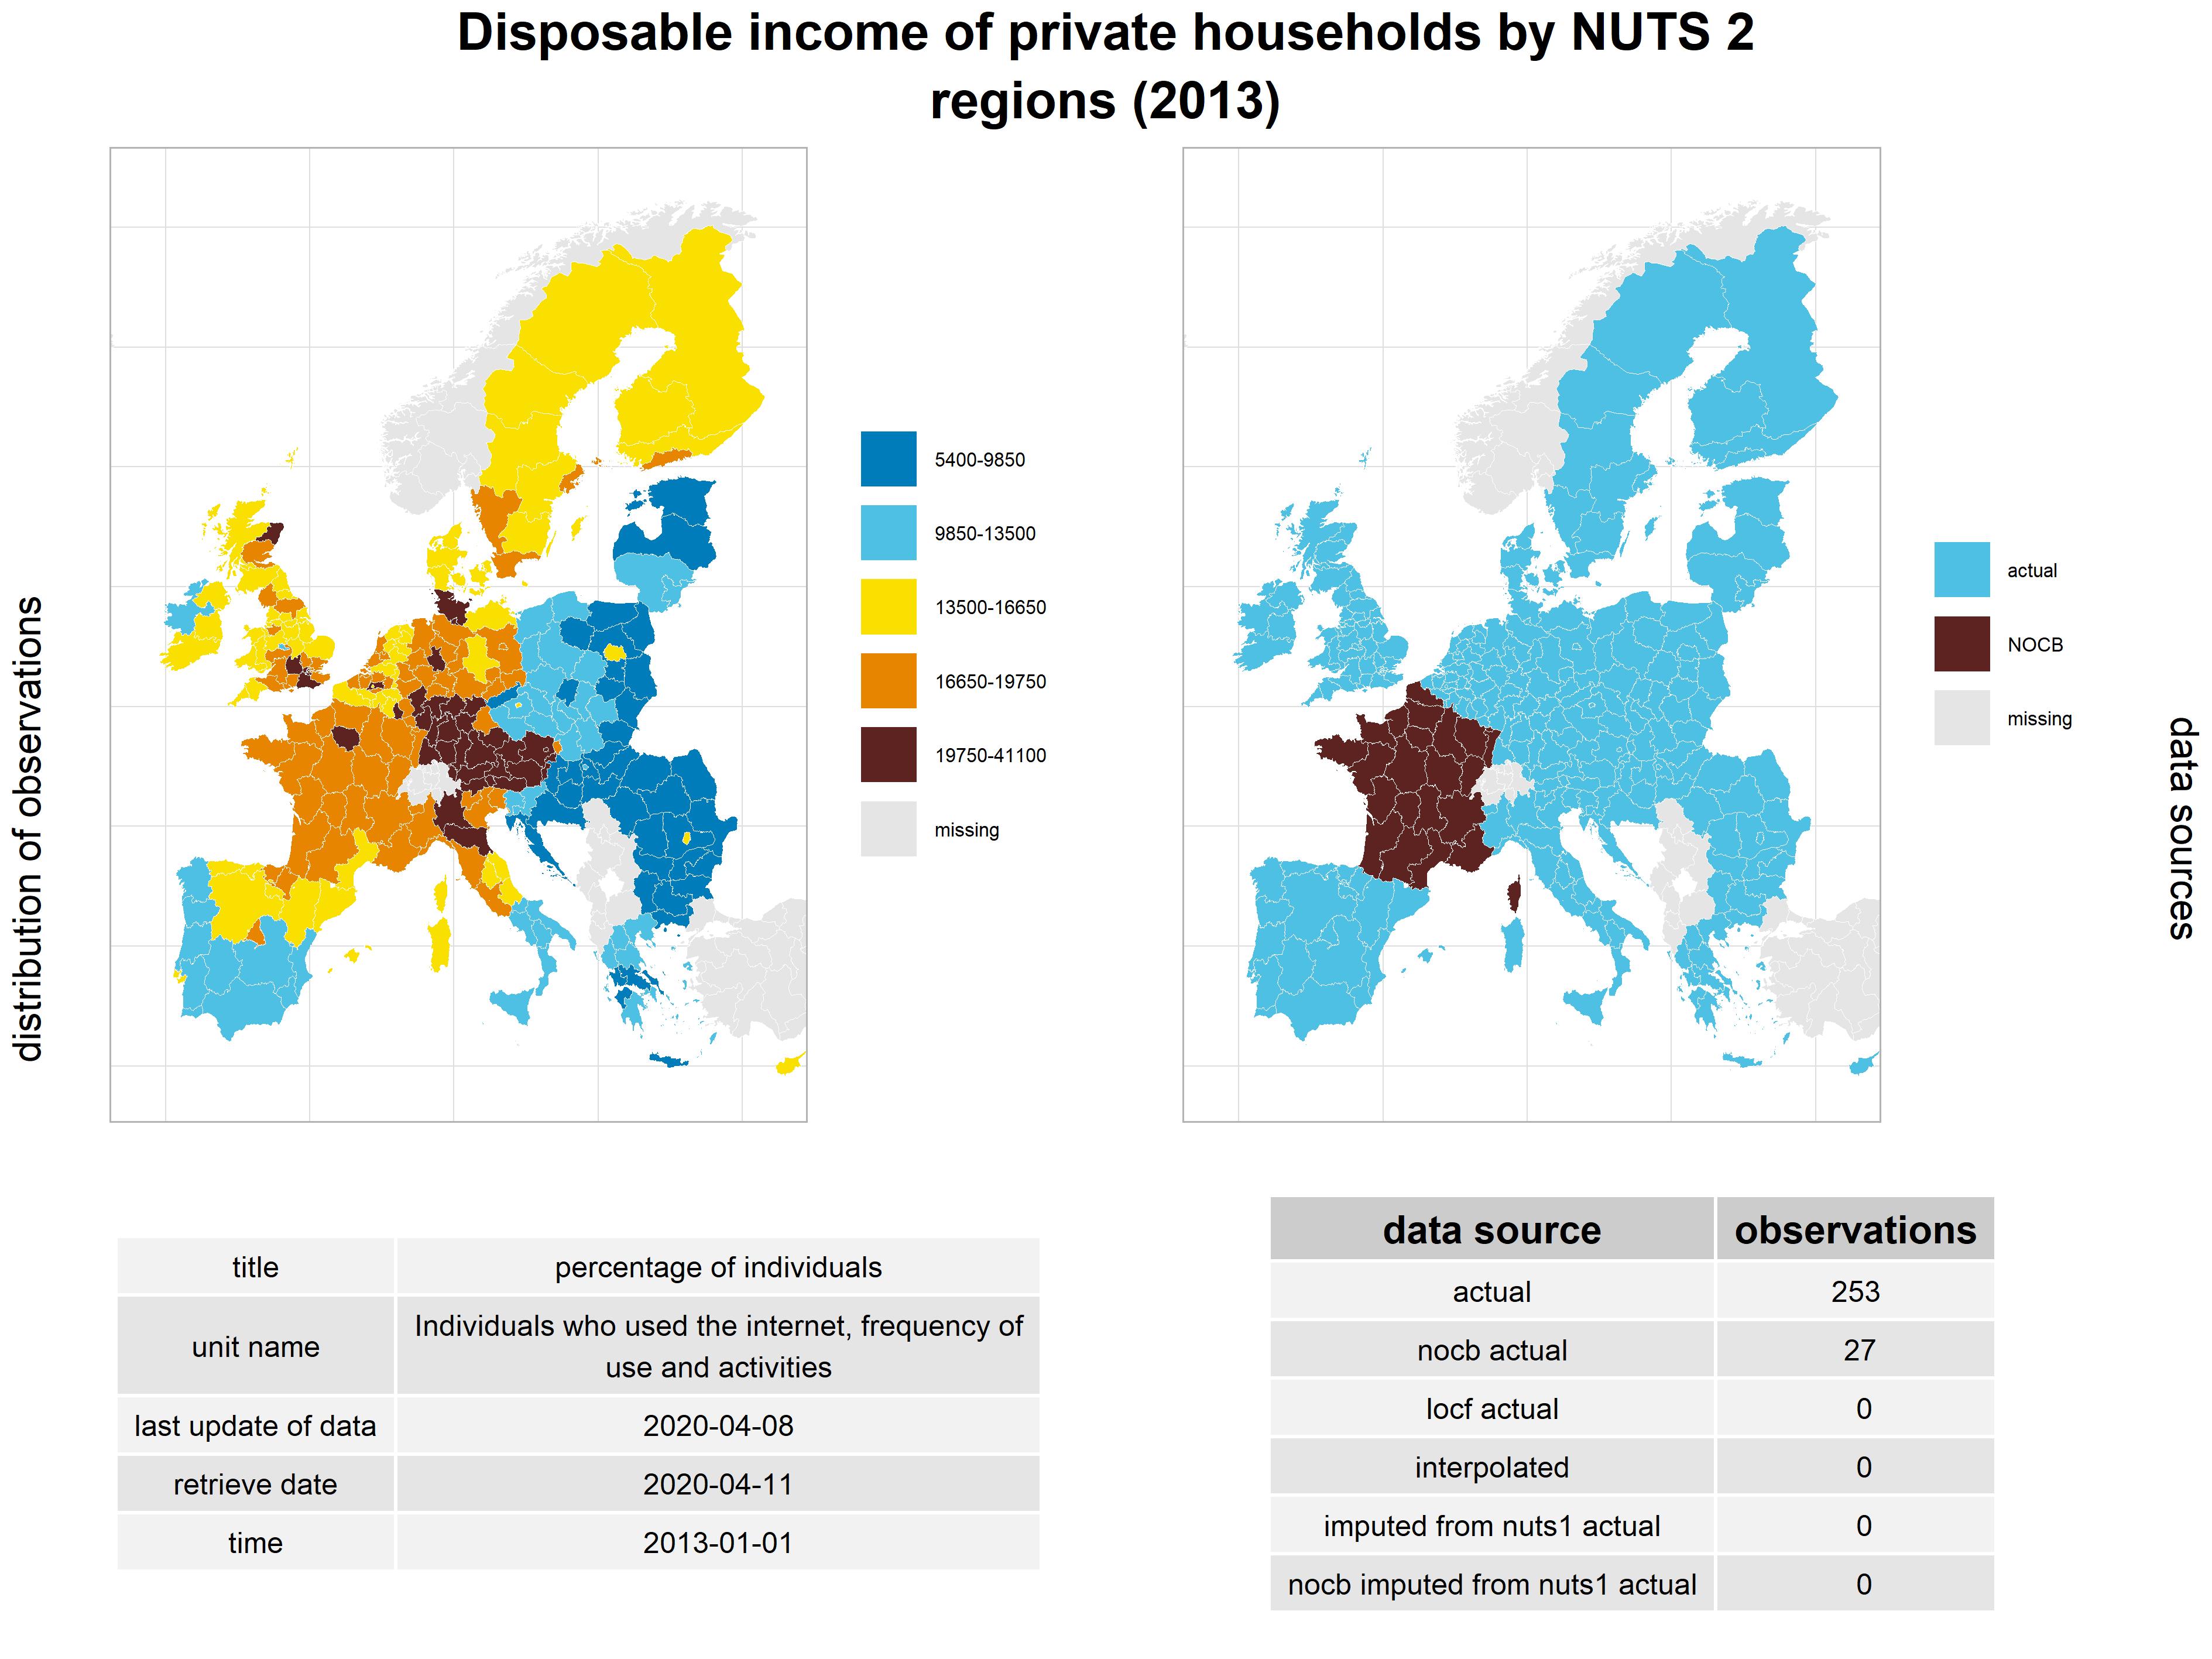 Disposable income of private households by NUTS 2
regions (2013)
distribution of observations
5400-9850
9850-13500
13500-16650
16650-19750
19750-41100
missing
actual
NOCB
missing
data sources
title percentage of individuals
unit name Individuals who used the internet, frequency of
use and activities
last update of data 2020-04-08
retrieve date 2020-04-11
time 2013-01-01
data source observations
actual 253
nocb actual 27
locf actual 0
interpolated 0
imputed from nuts1 actual 0
nocb imputed from nuts1 actual 0